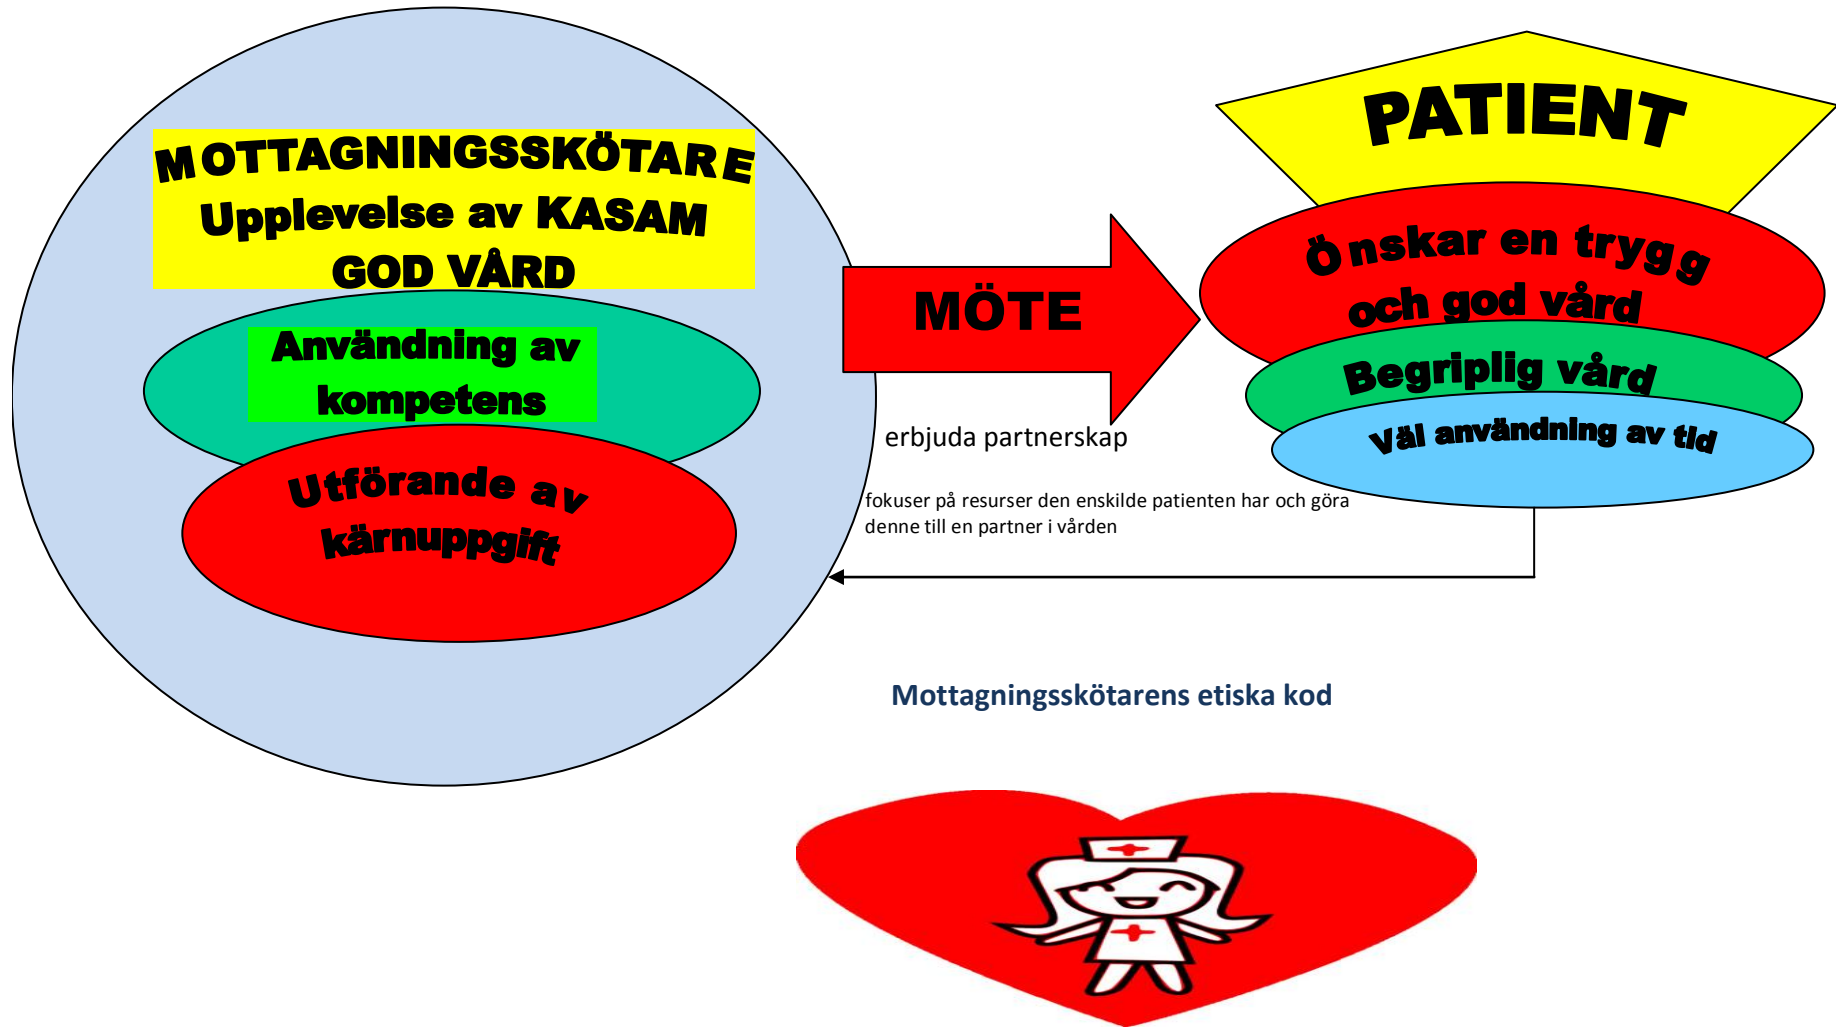 MOTTAGNINGSSKÖTARE
Upplevelse av KASAM
GOD VÅRD
Användning av
kompetens
Utförande av
kärnuppgift
MÖTE
erbjuda partnerskap
fokuser på resurser den enskilde patienten har och göra
denne till en partner i vården
PATIENT
Önskar en trygg
och god vård
Begriplig vård
Väl användning av tid
Mottagningsskötarens etiska kod